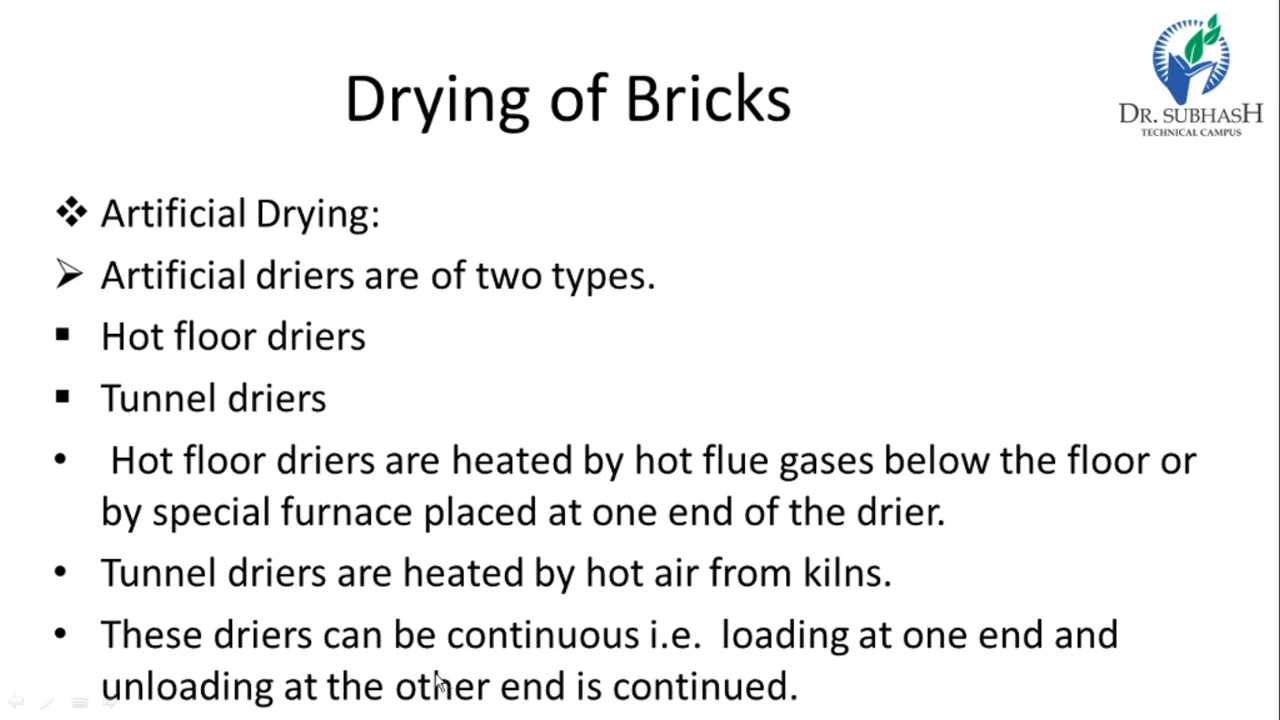 Drying of Bricks
DR. SUBHASH
TECHNICAL CAMPUS
Artificial Drying:
Artificial driers are of two types.
Hot floor driers
Tunnel driers
Hot floor driers are heated by hot flue gases below the floor or
by special furnace placed at one end of the drier.
Tunnel driers are heated by hot air from kilns.
These driers can be continuous i.e. loading at one end and
unloading at the other end is continued.